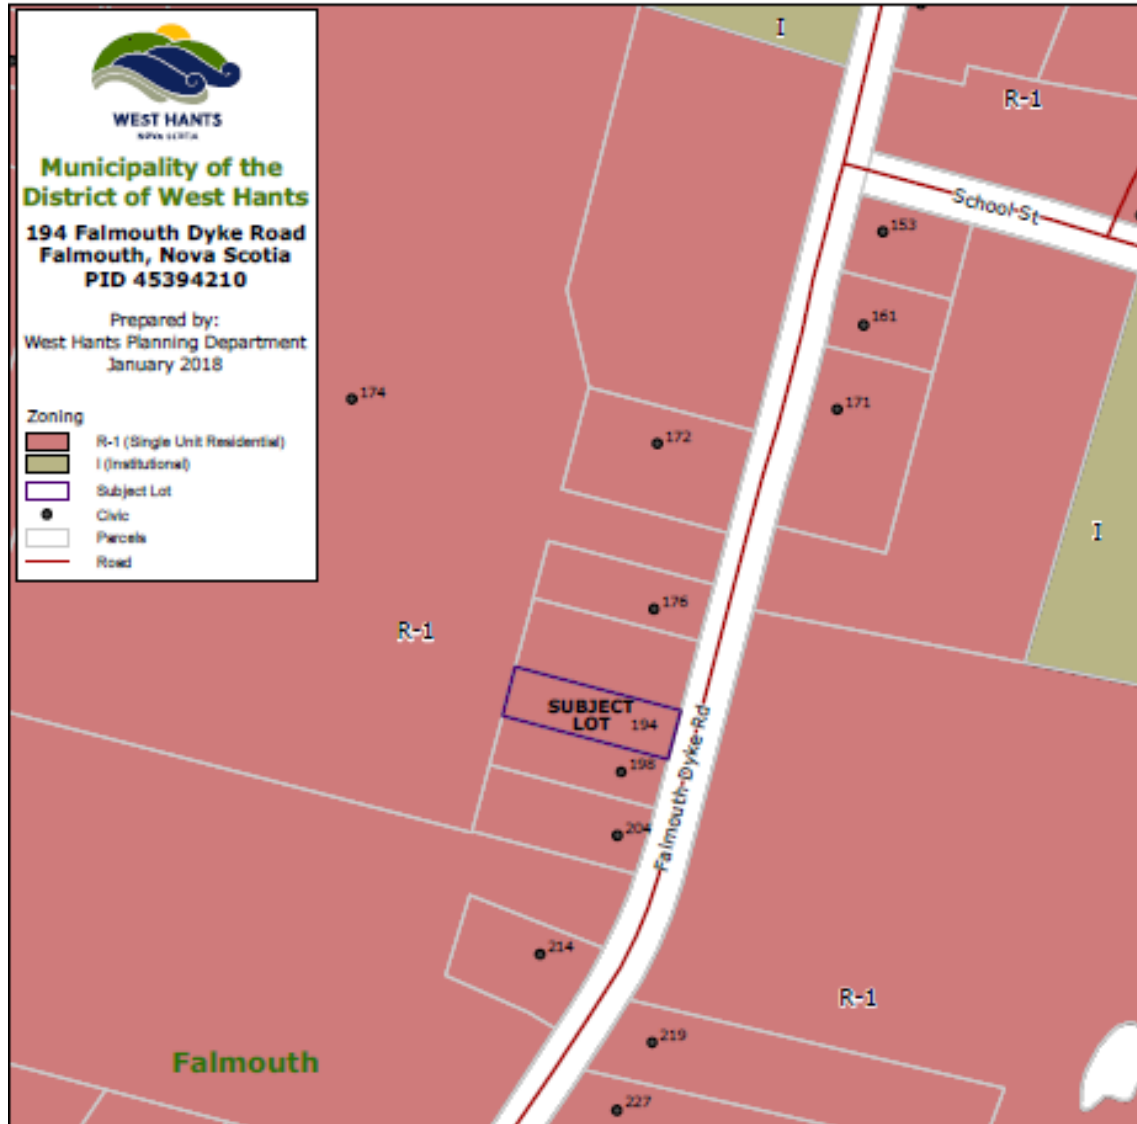 WEST HANTS
NOVA SCOTIA
Municipality of the
District of West Hants
194 Falmouth Dyke Road
Falmouth, Nova Scotia
PID 45394210
Prepared by:
West Hants Planning Department
January 2018
Zoning
R-1 (Single Unit Residential)
I (Institutional)
Subject Lot
Civic
Parcels
Road
I
R-1
School St
153
161
171
174
172
I
176
R-1
SUBJECT
LOT 194
Falmouth Dyke Rd
198
204
214
R-1
219
Falmouth
227